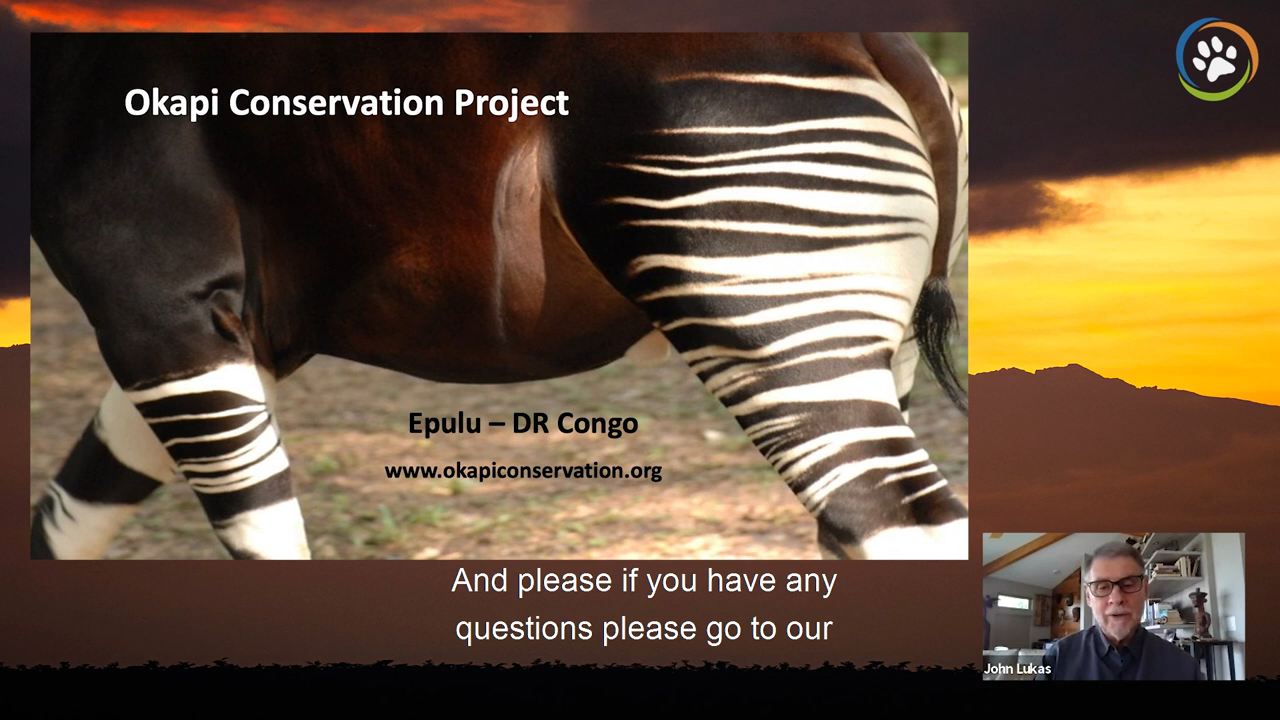 Okapi Conservation Project
Epulu – DR Congo
www.okapiconservation.org
And please if you have any
questions please go to our
John Lukas